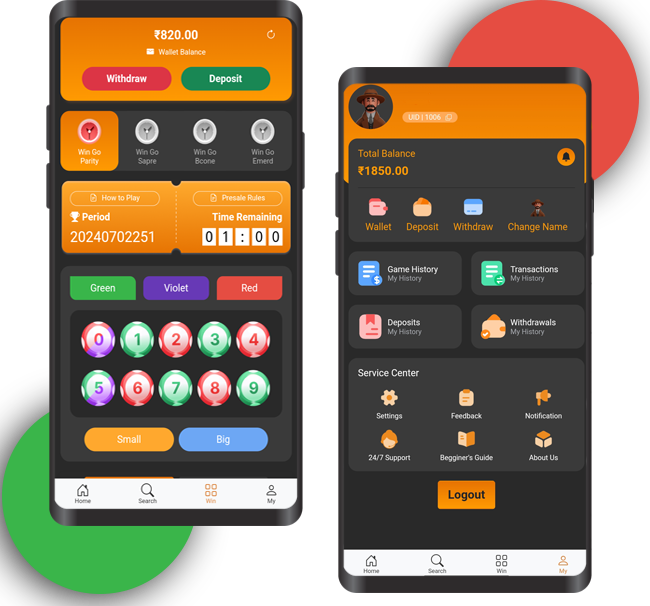 ₹820.00
Wallet Balance
Withdraw
Deposit
Win Go
Parity
Win Go
Sapre
Win Go
Bcone
Win Go
Emerd
How to Play
Presale Rules
Period
Time Remaining
20240702251
01:00
Green
Violet
Red
0
1
2
3
4
5
6
7
8
9
Small
Big
Home
Search
Win
My
UID | 1006
Total Balance
₹1850.00
Wallet
Deposit
Withdraw
Change Name
Game History
My History
Transactions
My History
Deposits
My History
Withdrawals
My History
Service Center
Settings
Feedback
Notification
24/7 Support
Begginer's Guide
About Us
Logout
Home
Search
Win
My